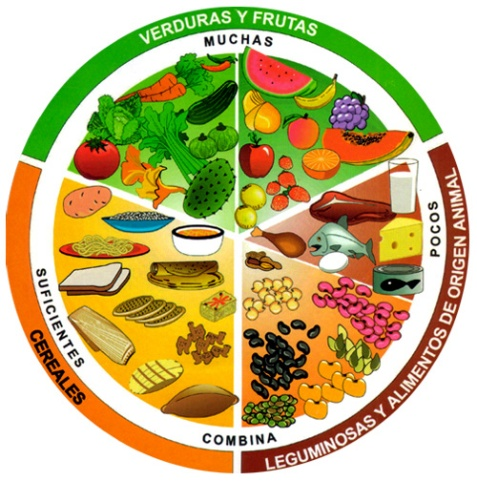 VERDURAS Y FRUTAS
MUCHAS
POCOS
LEGUMINOSAS Y ALIMENTOS DE ORIGEN ANIMAL
COMBINA
SUFICIENTES
CEREALES